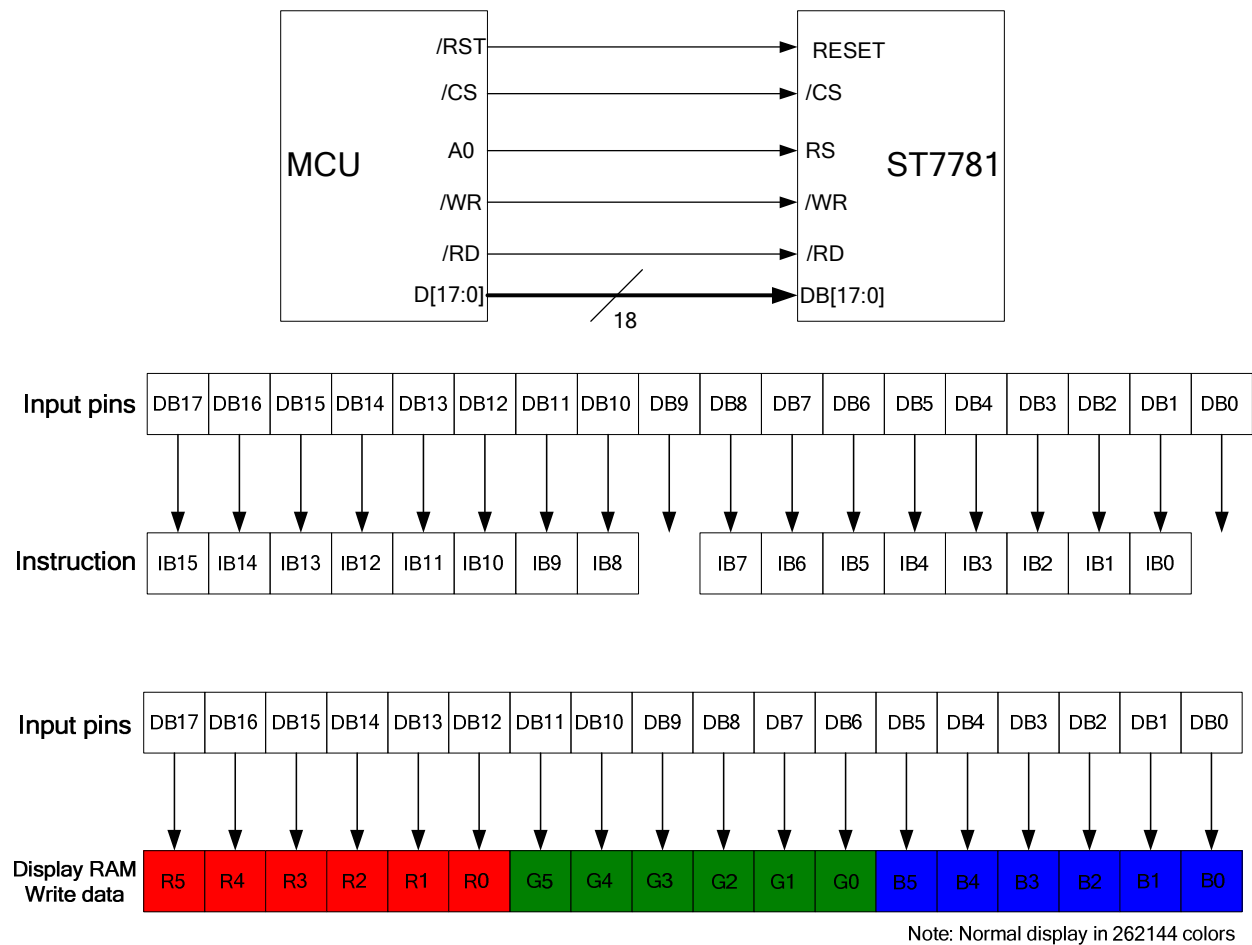 /RST RESET
/CS /CS
MCU A0 RS ST7781
/WR /WR
/RD /RD
D[17:0] DB[17:0]
18
Input pins DB17 DB16 DB15 DB14 DB13 DB12 DB11 DB10 DB9 DB8 DB7 DB6 DB5 DB4 DB3 DB2 DB1 DB0
Instruction IB15 IB14 IB13 IB12 IB11 IB10 IB9 IB8 IB7 IB6 IB5 IB4 IB3 IB2 IB1 IB0
Input pins DB17 DB16 DB15 DB14 DB13 DB12 DB11 DB10 DB9 DB8 DB7 DB6 DB5 DB4 DB3 DB2 DB1 DB0
Display RAM
Write data
R5 R4 R3 R2 R1 R0 G5 G4 G3 G2 G1 G0 B5 B4 B3 B2 B1 B0
Note: Normal display in 262144 colors